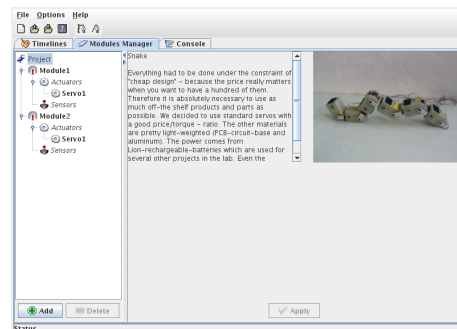 File Options Help
Timelines Modules Manager Console
Project
Module1
Actuators
Servo1
Sensors
Module2
Actuators
Servo1
Sensors
Snake
Everything had to be done under the constraint of
"cheap design" - because the price really matters
when you want to have a hundred of them.
Therefore it is absolutely necessary to use as
much off-the shelf products and parts as
possible. We decided to use standard servos with
a good price/torque - ratio. The other materials
are pretty light-weighted (PCB-circuit-base and
aluminum). The power comes from
Lion-rechargeable-batteries which are used for
several other projects in the lab. Even the
Add Delete Apply
Status